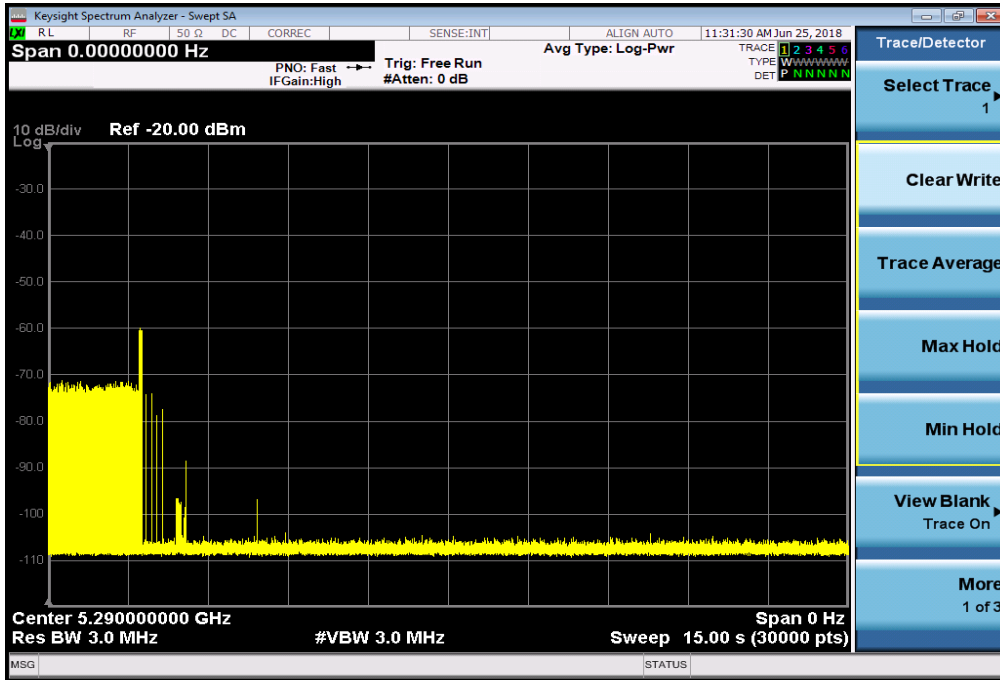 Keysight Spectrum Analyzer - Swept SA
LXI RL RF 50 Ω DC CORREC SENSE:INT ALIGN AUTO 11:31:30 AM Jun 25, 2018
Span 0.00000000 Hz
PNO: Fast
IFGain:High
Trig: Free Run
#Atten: 0 dB
Avg Type: Log-Pwr
TRACE 1 2 3 4 5 6
TYPE WWWWWW
DET P N N N N N
10 dB/div Ref -20.00 dBm
Log
-30.0
-40.0
-50.0
-60.0
-70.0
-80.0
-90.0
-100
-110
Center 5.290000000 GHz Span 0 Hz
Res BW 3.0 MHz #VBW 3.0 MHz Sweep 15.00 s (30000 pts)
MSG STATUS
Trace/Detector
Select Trace
1
Clear Write
Trace Average
Max Hold
Min Hold
View Blank
Trace On
More
1 of 3